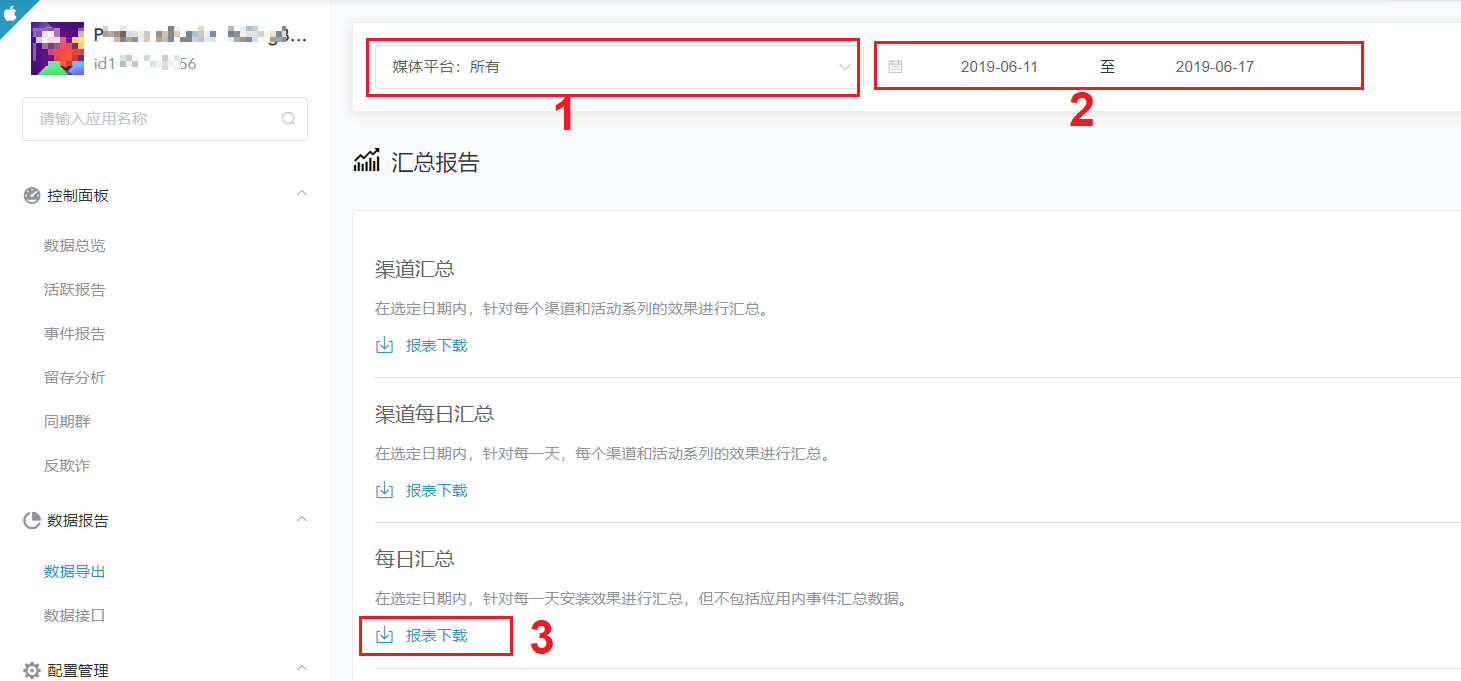 媒体平台：所有
1
2019-06-11 至 2019-06-17
2
请输入应用名称
控制面板
数据总览
活跃报告
事件报告
留存分析
同期群
反欺诈
数据报告
数据导出
数据接口
配置管理
汇总报告
渠道汇总
在选定日期内，针对每个渠道和活动系列的效果进行汇总。
报表下载
渠道每日汇总
在选定日期内，针对每一天，每个渠道和活动系列的效果进行汇总。
报表下载
每日汇总
在选定日期内，针对每一天安装效果进行汇总，但不包括应用内事件汇总数据。
报表下载
3